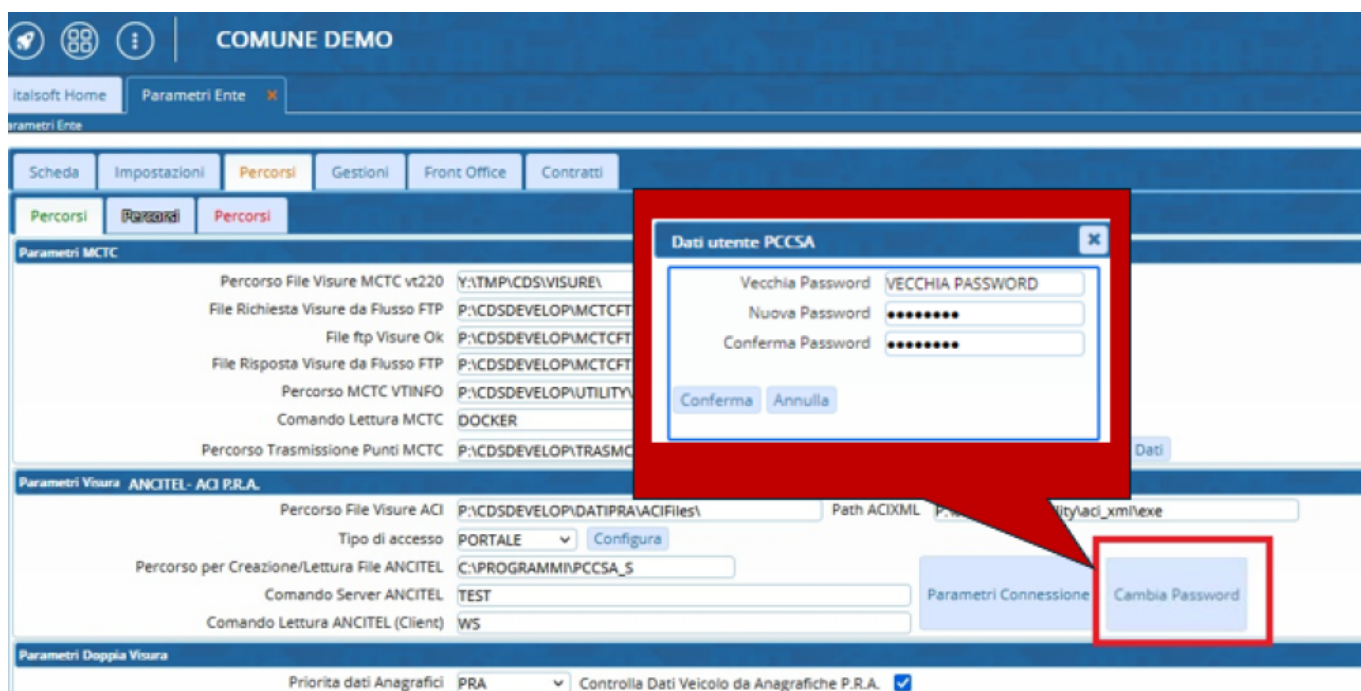 COMUNE DEMO
italsoft Home
Parametri Ente
Parametri Ente
Scheda Impostazioni Percorsi Gestioni Front Office Contratti
Percorsi Percorsi Percorsi
Parametri MCTC
Percorso File Visure MCTC vt220 Y:\TMP\CDS\VISURE\
File Richiesta Visure da Flusso FTP P:\CDSDEVELOP\MCTCFT
File ftp Visure Ok P:\CDSDEVELOP\MCTCFT
File Risposta Visure da Flusso FTP P:\CDSDEVELOP\MCTCFT
Percorso MCTC VTINFO P:\CDSDEVELOP\UTILITY\
Comando Lettura MCTC DOCKER
Percorso Trasmissione Punti MCTC P:\CDSDEVELOP\TRASMC
Dati
Dati utente PCCSA
Vecchia Password VECCHIA PASSWORD
Nuova Password ••••••••
Conferma Password ••••••••
Conferma Annulla
Parametri Visura ANCITEL- ACI P.R.A.
Percorso File Visure ACI P:\CDSDEVELOP\DATIPRA\ACIFiles\ Path ACIXML lity\aci_xml\exe
Tipo di accesso PORTALE Configura
Percorso per Creazione/Lettura File ANCITEL C:\PROGRAMMI\PCCSA_S
Comando Server ANCITEL TEST
Parametri Connessione Cambia Password
Comando Lettura ANCITEL (Client) WS
Parametri Doppia Visura
Priorita dati Anagrafici PRA Controlla Dati Veicolo da Anagrafiche P.R.A.